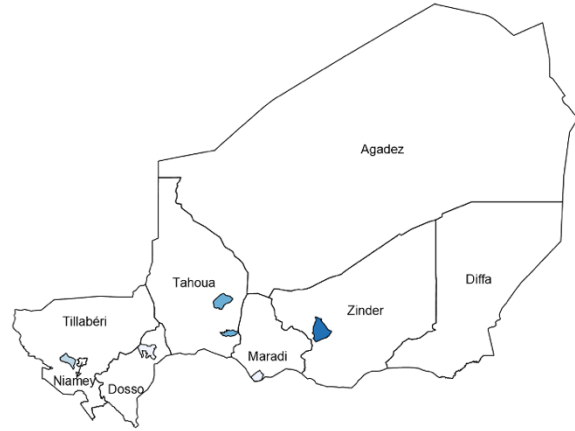 Agadez
Tahoua
Diffa
Zinder
Tillabéri
Maradi
Niamey
Dosso